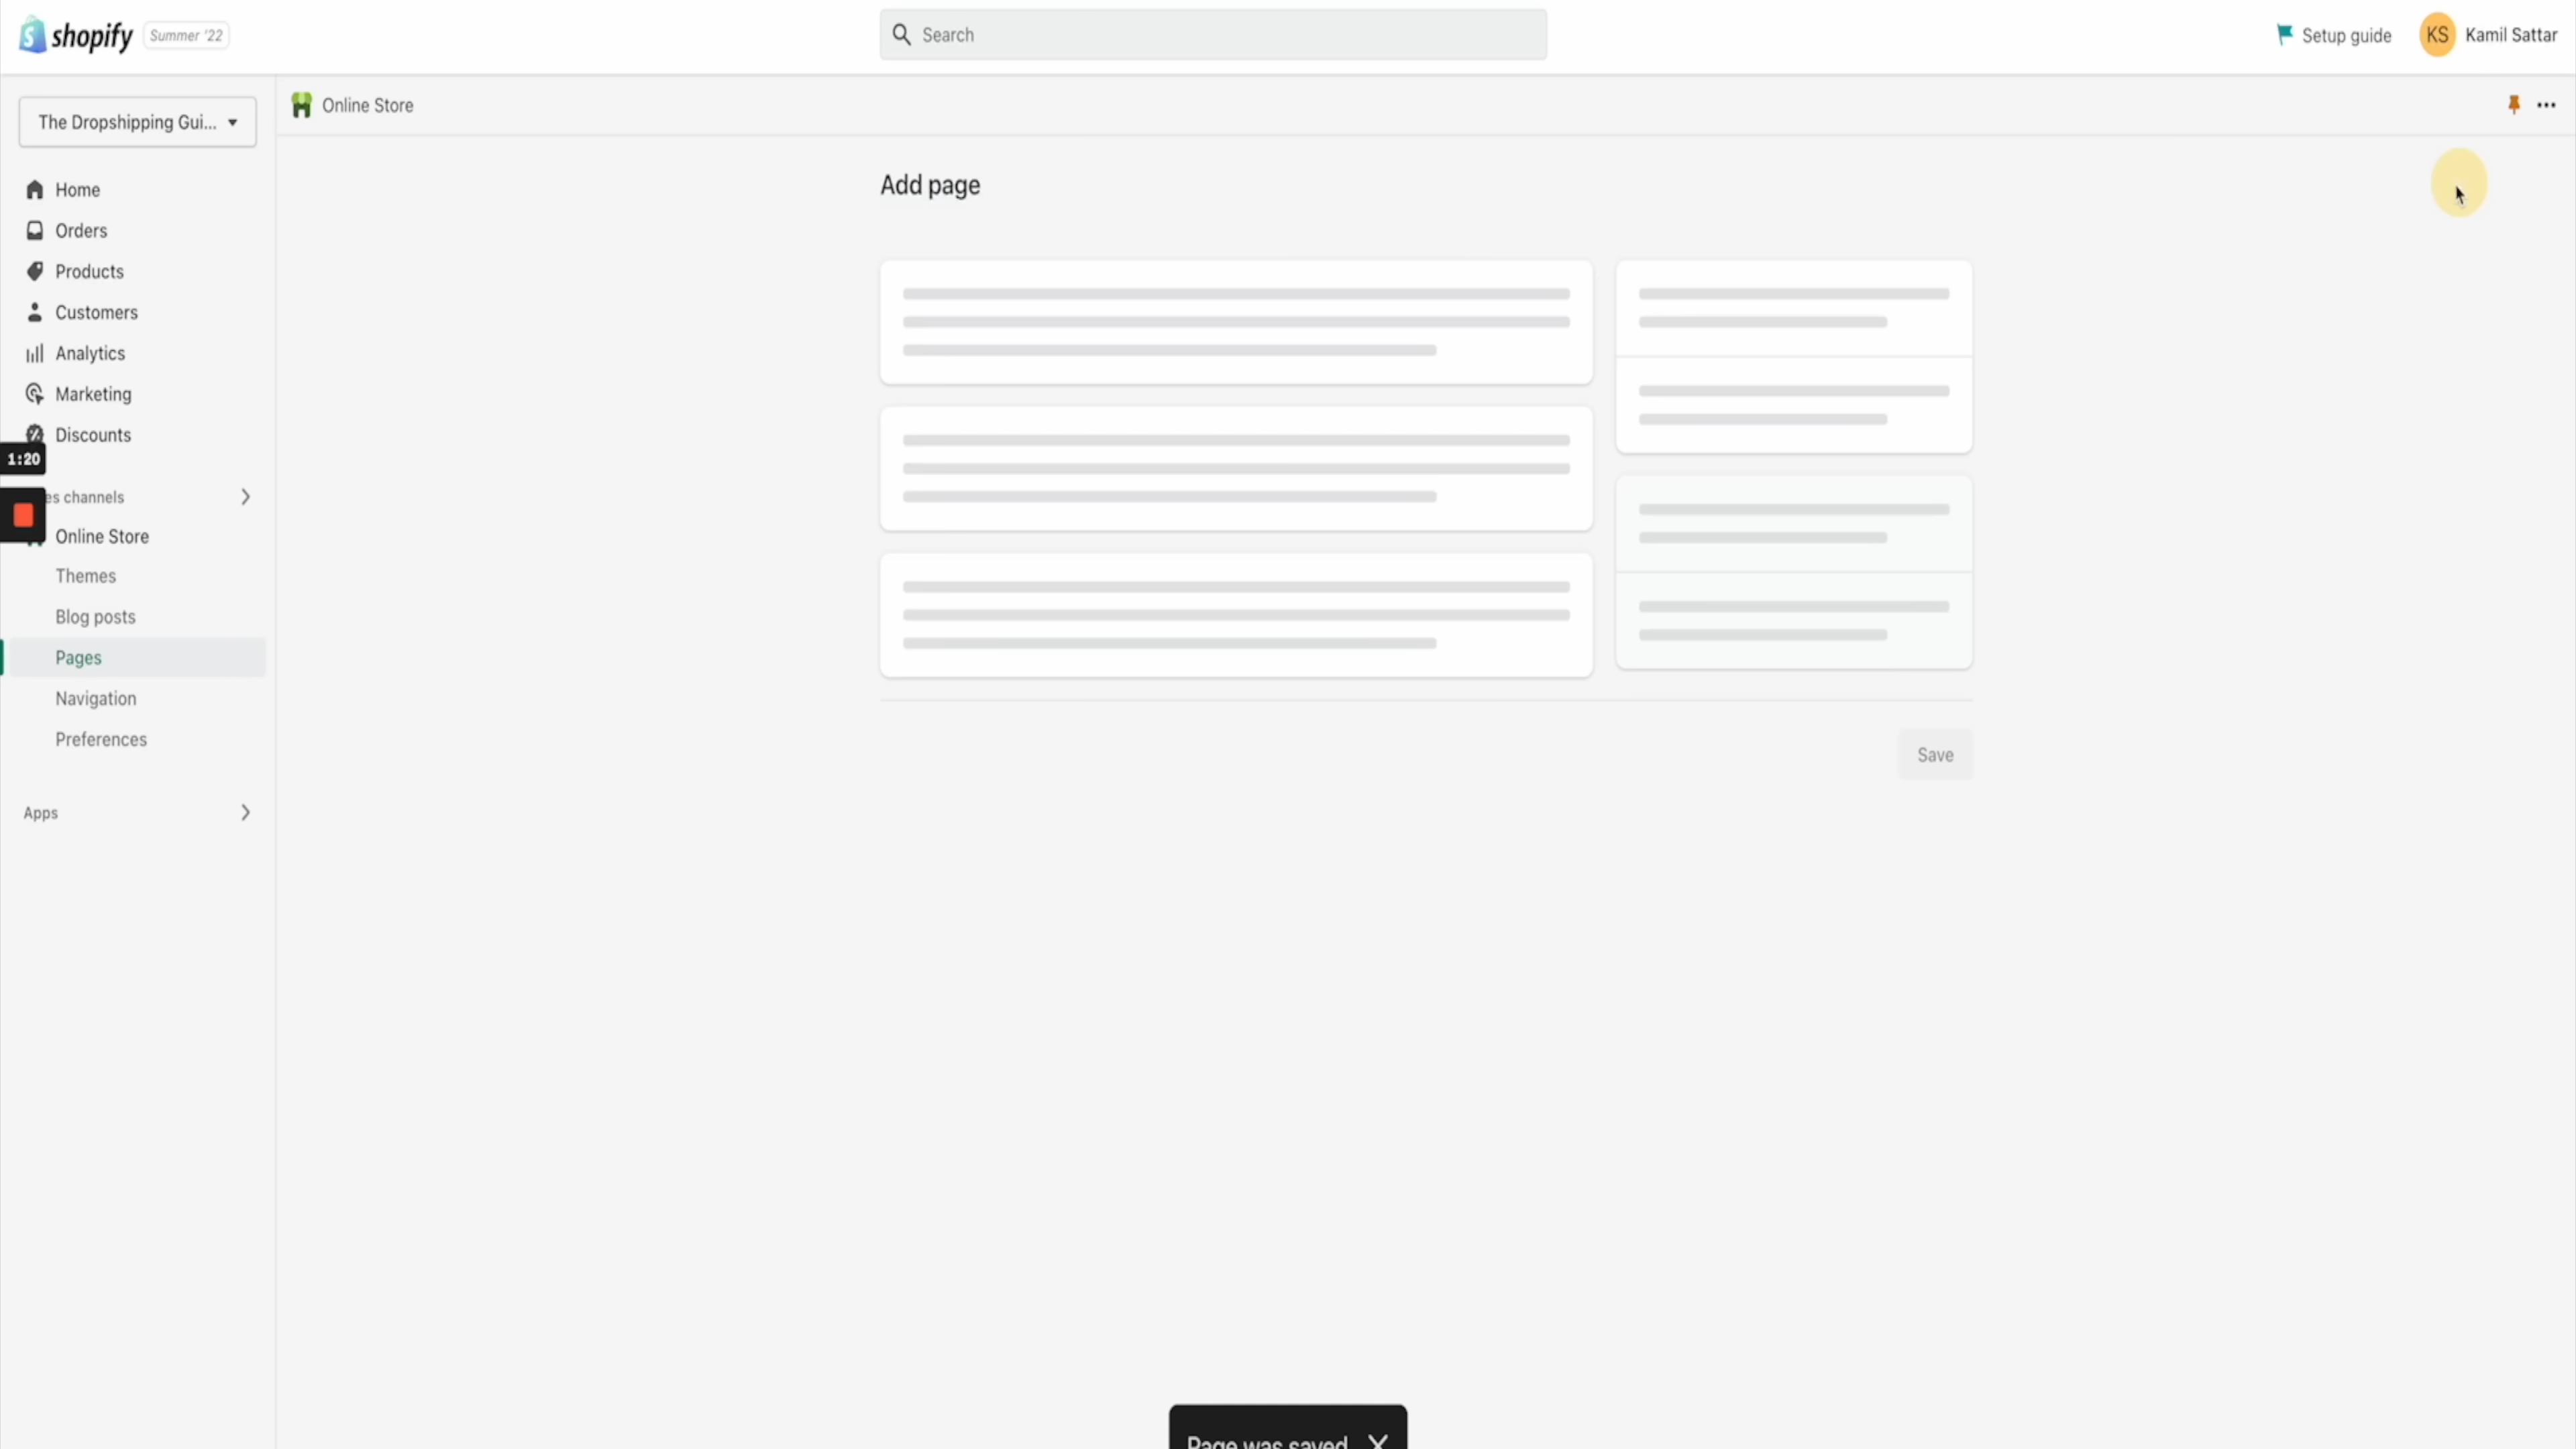 shopify Summer '22
Search
Setup guide
KS Kamil Sattar
The Dropshipping Gui...
Online Store
Home
Orders
Products
Customers
Analytics
Marketing
Discounts
1:20
es channels
Online Store
Themes
Blog posts
Pages
Navigation
Preferences
Apps
Add page
Save
Page was saved